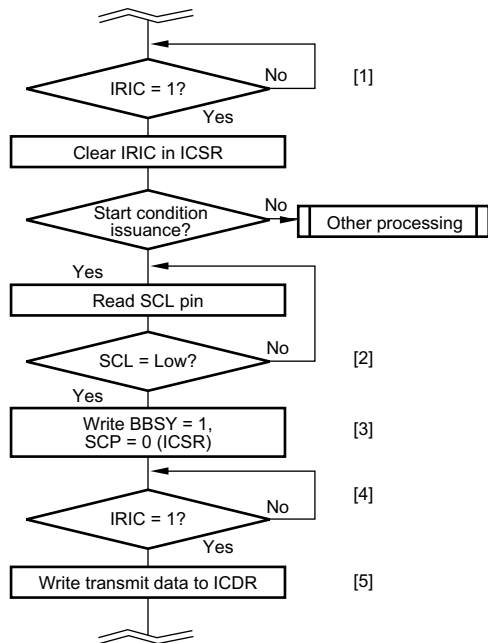 No
IRIC = 1?
[1]
Yes
Clear IRIC in ICSR
No
Start condition
issuance?
Other processing
Yes
Read SCL pin
No
SCL = Low?
[2]
Yes
Write BBSY = 1,
SCP = 0 (ICSR)
[3]
[4]
No
IRIC = 1?
Yes
Write transmit data to ICDR
[5]